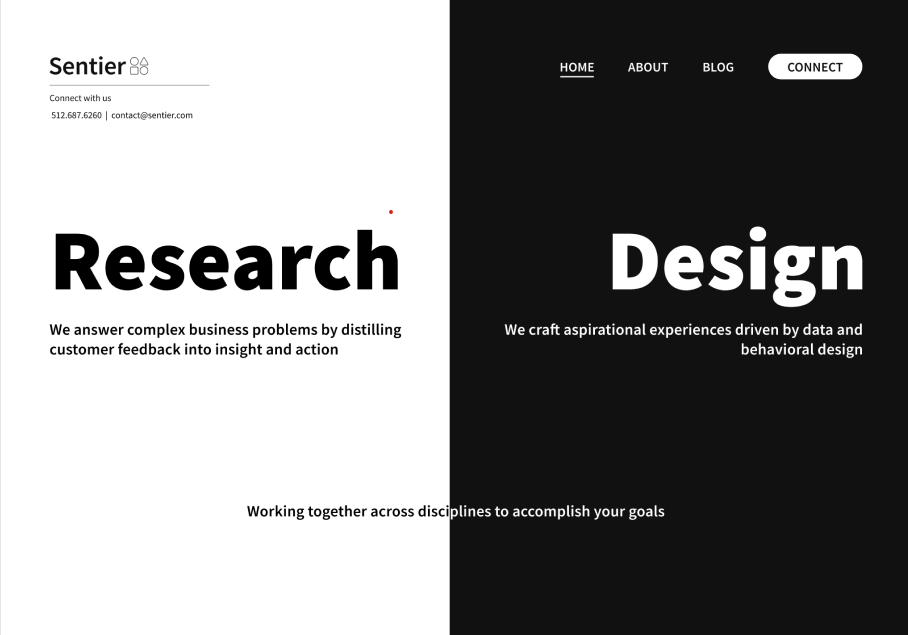 Sentier
Connect with us
512.687.6260 | contact@sentier.com
HOME ABOUT BLOG CONNECT
Research
We answer complex business problems by distilling
customer feedback into insight and action
Design
We craft aspirational experiences driven by data and
behavioral design
Working together across disciplines to accomplish your goals